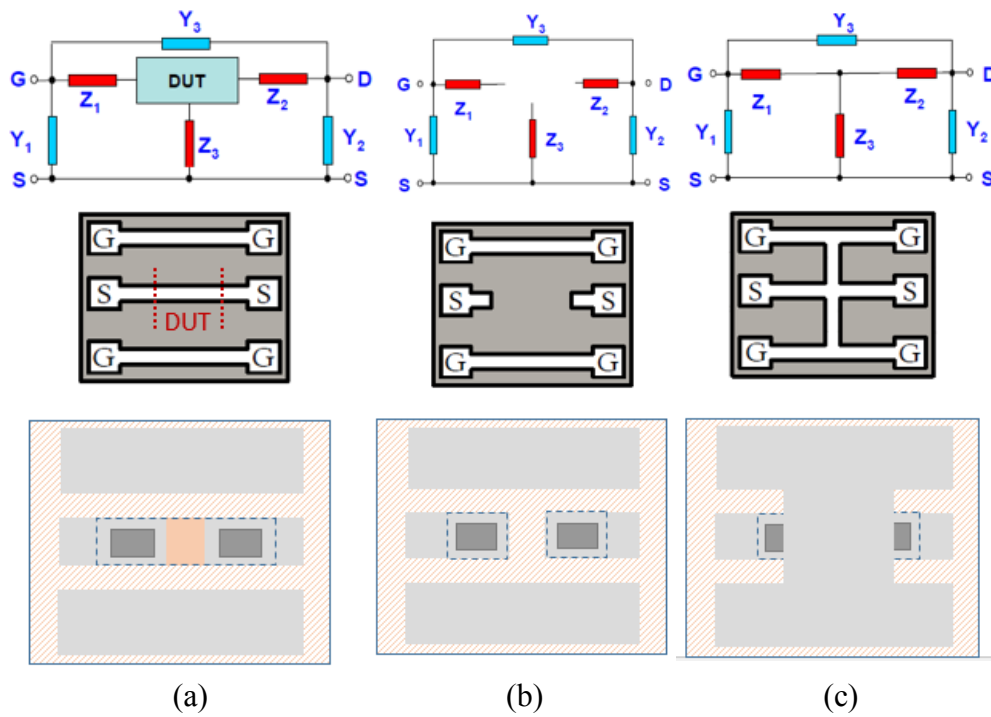 Y3 Y3 Y3
G Z1 DUT Z2 D G Z1 Z2 D G Z1 Z2 D
Y1 Z3 Y2 Y1 Z3 Y2 Y1 Z3 Y2
S S S S S S
G G G G G G
S S S S S S
DUT
G G G G G G
(a) (b) (c)